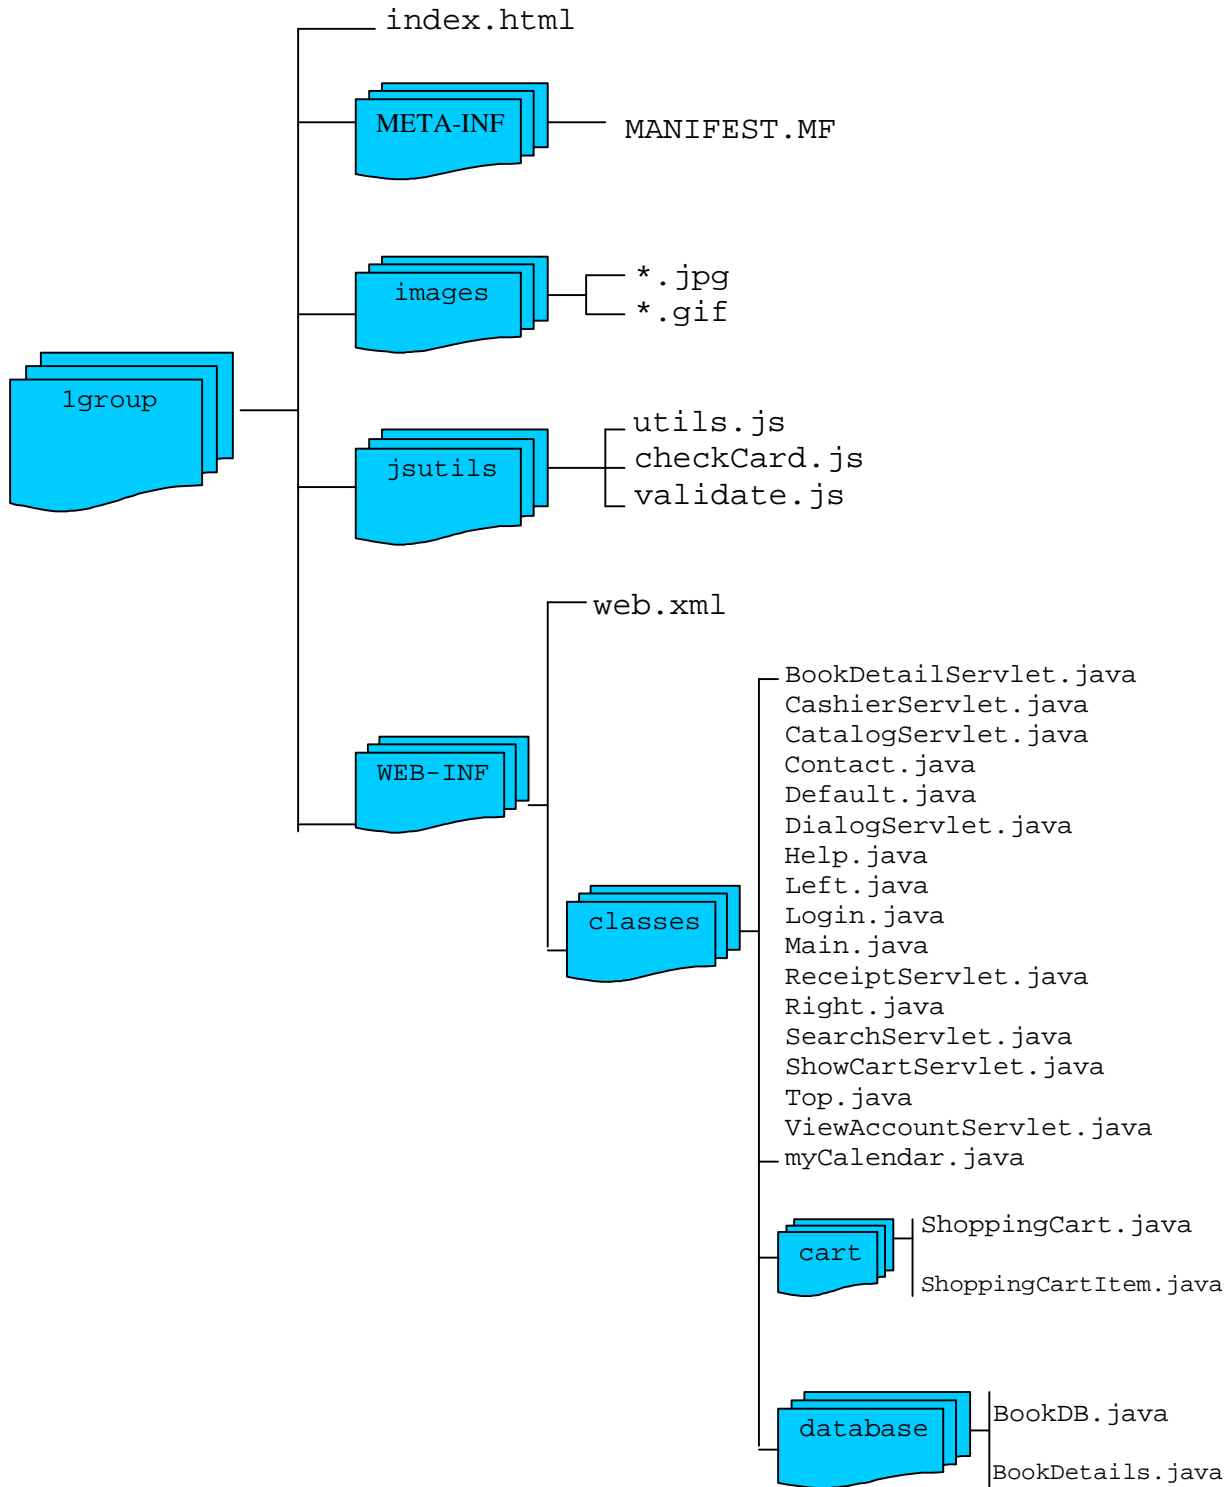 index.html
META-INF
MANIFEST.MF
images
*.jpg
*.gif
1group
jsutils
utils.js
checkCard.js
validate.js
web.xml
WEB-INF
BookDetailServlet.java
CashierServlet.java
CatalogServlet.java
Contact.java
Default.java
DialogServlet.java
Help.java
Left.java
Login.java
Main.java
ReceiptServlet.java
Right.java
SearchServlet.java
ShowCartServlet.java
Top.java
ViewAccountServlet.java
myCalendar.java
classes
cart
ShoppingCart.java
ShoppingCartItem.java
database
BookDB.java
BookDetails.java